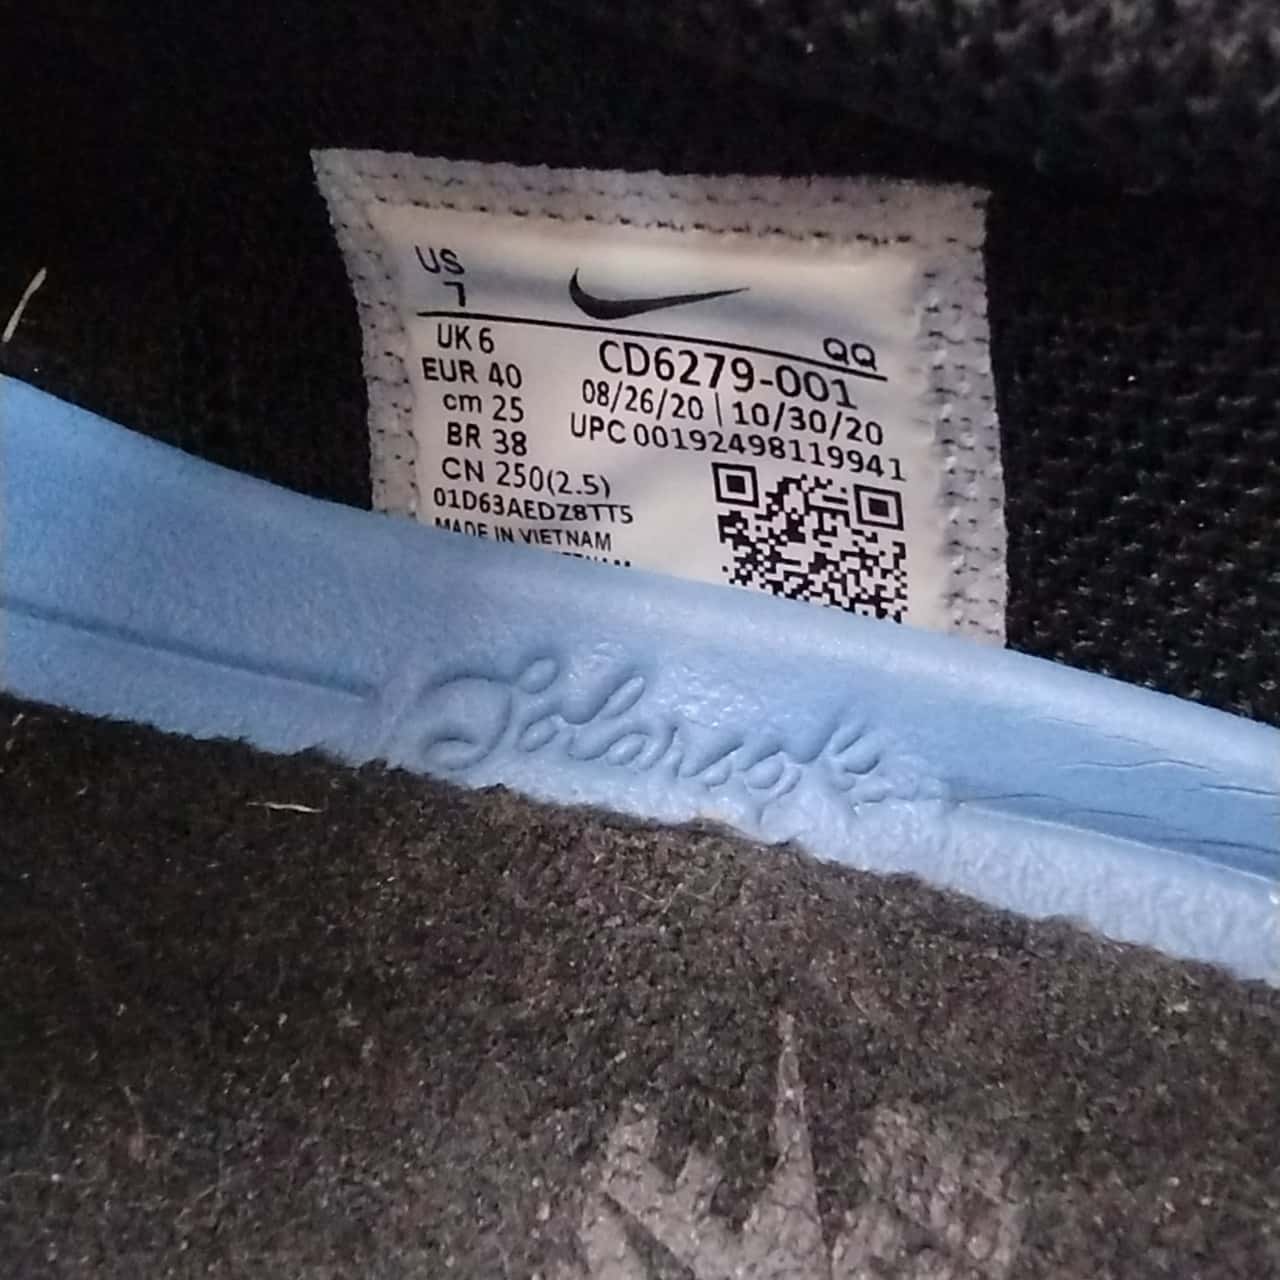 US
7
QQ
UK 6
CD6279-001
EUR 40
08/26/20 | 10/30/20
cm 25
UPC 00192498119941
BR 38
CN 250(2.5)
01D63AEDZ8TT5
MADE IN VIETNAM
Solarsoft